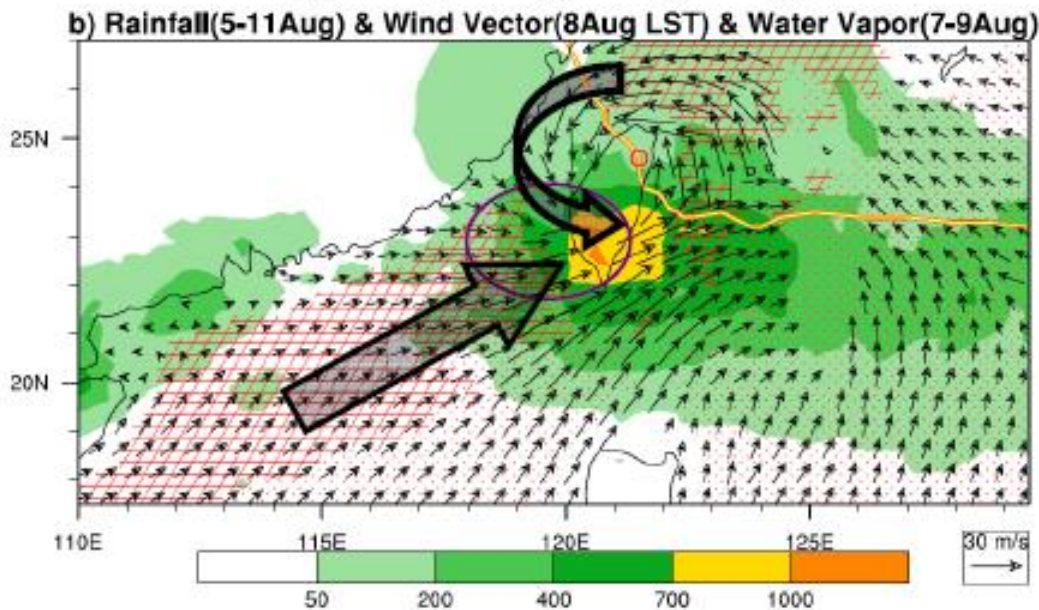 b) Rainfall(5-11Aug) & Wind Vector(8Aug LST) & Water Vapor(7-9Aug)
25N
20N
110E 115E 120E 125E
30 m/s
50 200 400 700 1000